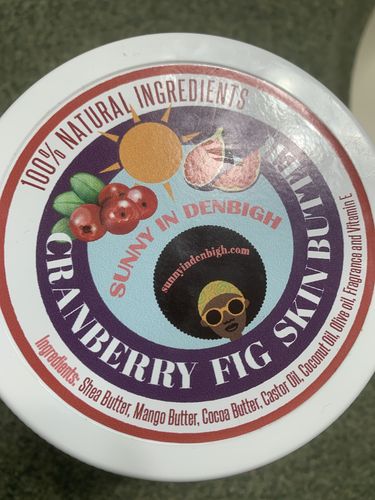 100% NATURAL INGREDIENTS
SUNNY IN DENBIGH
sunnyindenbigh.com
CRANBERRY FIG SKIN BUTTER
Ingredients: Shea Butter, Mango Butter, Cocoa Butter, Castor Oil, Coconut Oil, Olive oil, Fragrance and Vitamin E